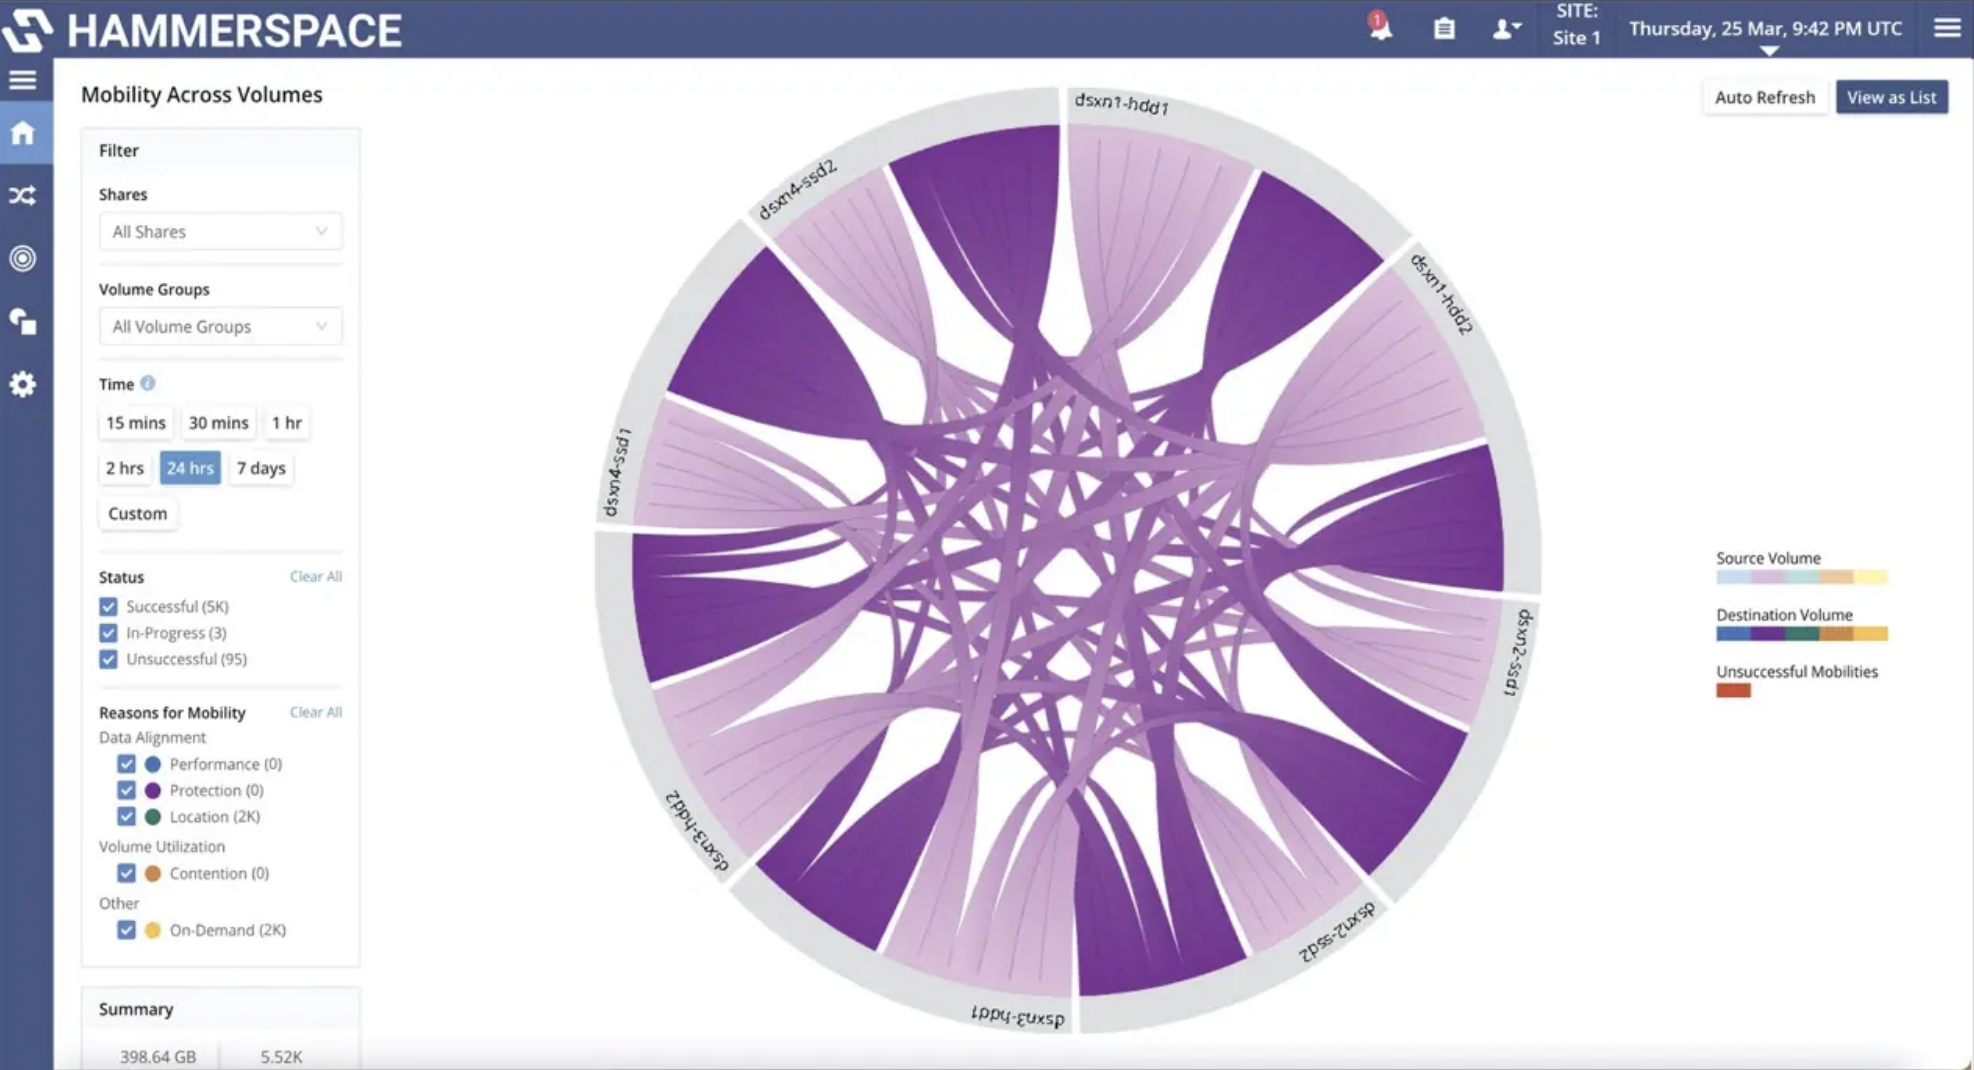 HAMMERSPACE
1
SITE:
Site 1
Thursday, 25 Mar, 9:42 PM UTC
Mobility Across Volumes
Auto Refresh
View as List
Filter
Shares
All Shares
Volume Groups
All Volume Groups
Time
15 mins
30 mins
1 hr
2 hrs
24 hrs
7 days
Custom
Status
Clear All
Successful (5K)
In-Progress (3)
Unsuccessful (95)
Reasons for Mobility
Clear All
Data Alignment
Performance (0)
Protection (0)
Location (2K)
Volume Utilization
Contention (0)
Other
On-Demand (2K)
Summary
398.64 GB
5.52K
dsxn1-hdd1
dsxn1-hdd2
dsxn2-ssd1
dsxn2-ssd2
dsxn3-hdd1
dsxn3-hdd2
dsxn4-ssd1
dsxn4-ssd2
Source Volume
Destination Volume
Unsuccessful Mobilities